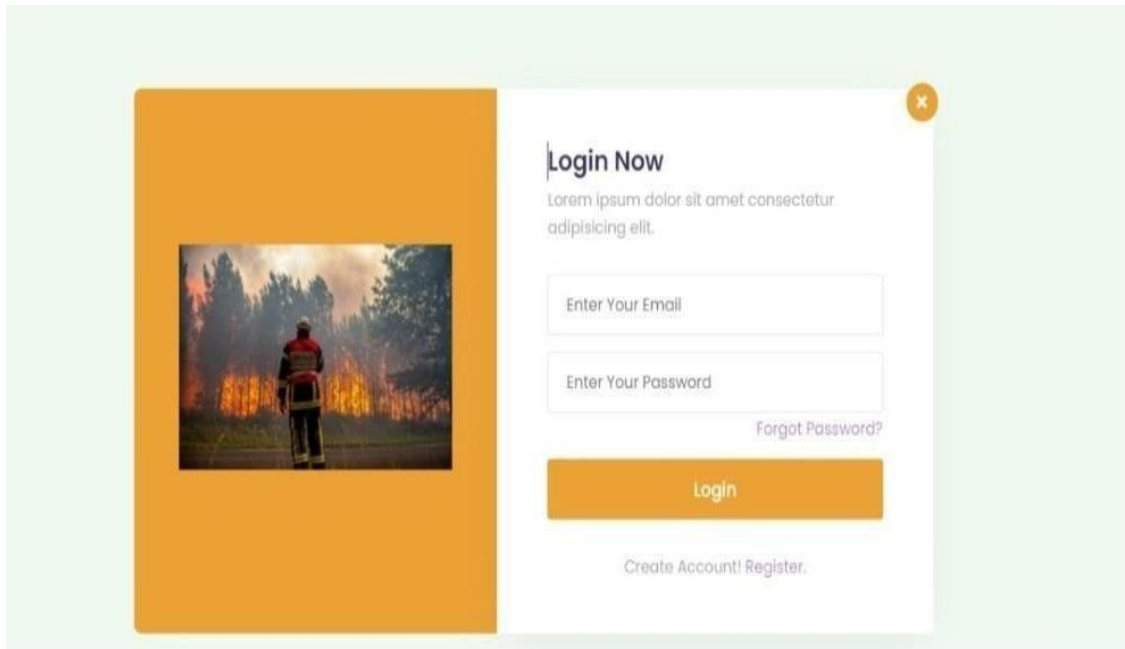 Login Now
Lorem ipsum dolor sit amet consectetur
adipisicing elit.
Enter Your Email
Enter Your Password
Forgot Password?
Login
Create Account! Register.